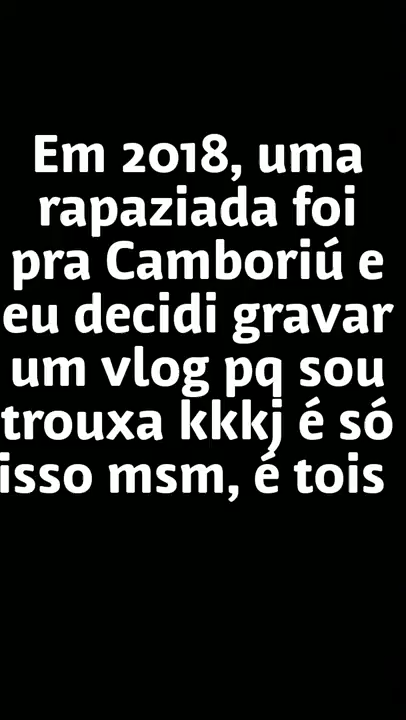 Em 2018, uma
rapaziada foi
pra Camboriú e
eu decidi gravar
um vlog pq sou
trouxa kkkj é só
isso msm, é tois